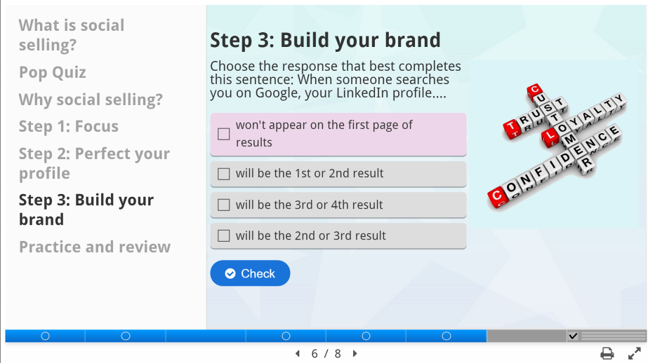 What is social
selling?
Pop Quiz
Why social selling?
Step 1: Focus
Step 2: Perfect your
profile
Step 3: Build your
brand
Practice and review
Step 3: Build your brand
Choose the response that best completes
this sentence: When someone searches
you on Google, your LinkedIn profile....
won't appear on the first page of
results
will be the 1st or 2nd result
will be the 3rd or 4th result
will be the 2nd or 3rd result
Check
CUSTOMER
TRUST
LOYALTY
CONFIDENCE
6 / 8